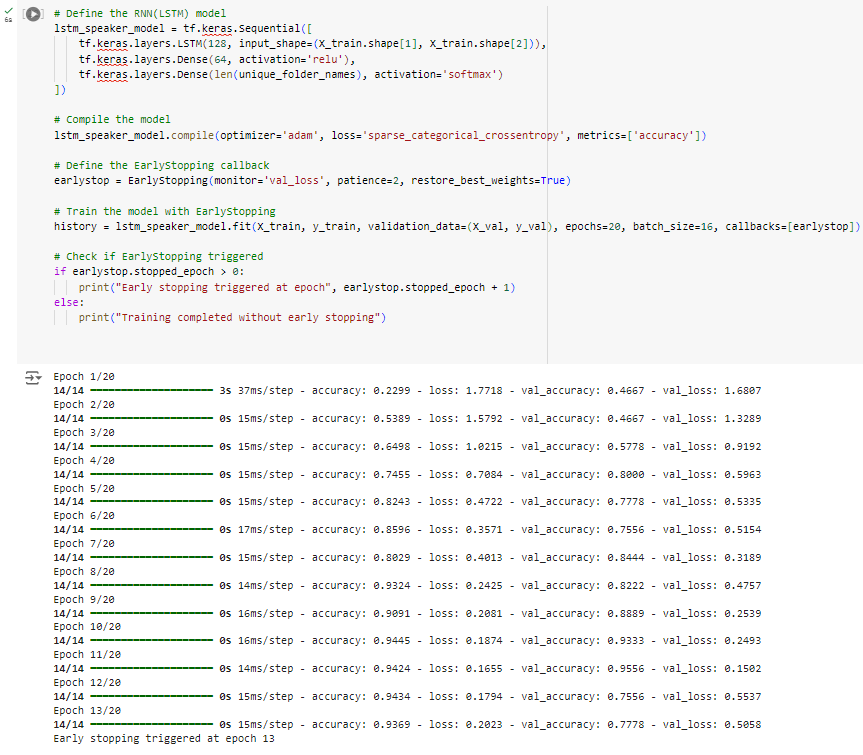 6s
# Define the RNN(LSTM) model
lstm_speaker_model = tf.keras.Sequential([
    tf.keras.layers.LSTM(128, input_shape=(X_train.shape[1], X_train.shape[2])),
    tf.keras.layers.Dense(64, activation='relu'),
    tf.keras.layers.Dense(len(unique_folder_names), activation='softmax')
])
# Compile the model
lstm_speaker_model.compile(optimizer='adam', loss='sparse_categorical_crossentropy', metrics=['accuracy'])
# Define the EarlyStopping callback
earlystop = EarlyStopping(monitor='val_loss', patience=2, restore_best_weights=True)
# Train the model with EarlyStopping
history = lstm_speaker_model.fit(X_train, y_train, validation_data=(X_val, y_val), epochs=20, batch_size=16, callbacks=[earlystop])
# Check if EarlyStopping triggered
if earlystop.stopped_epoch > 0:
    print("Early stopping triggered at epoch", earlystop.stopped_epoch + 1)
else:
    print("Training completed without early stopping")
Epoch 1/20
14/14 3s 37ms/step - accuracy: 0.2299 - loss: 1.7718 - val_accuracy: 0.4667 - val_loss: 1.6807
Epoch 2/20
14/14 0s 15ms/step - accuracy: 0.5389 - loss: 1.5792 - val_accuracy: 0.4667 - val_loss: 1.3289
Epoch 3/20
14/14 0s 15ms/step - accuracy: 0.6498 - loss: 1.0215 - val_accuracy: 0.5778 - val_loss: 0.9192
Epoch 4/20
14/14 0s 15ms/step - accuracy: 0.7455 - loss: 0.7084 - val_accuracy: 0.8000 - val_loss: 0.5963
Epoch 5/20
14/14 0s 15ms/step - accuracy: 0.8243 - loss: 0.4722 - val_accuracy: 0.7778 - val_loss: 0.5335
Epoch 6/20
14/14 0s 17ms/step - accuracy: 0.8596 - loss: 0.3571 - val_accuracy: 0.7556 - val_loss: 0.5154
Epoch 7/20
14/14 0s 15ms/step - accuracy: 0.8029 - loss: 0.4013 - val_accuracy: 0.8444 - val_loss: 0.3189
Epoch 8/20
14/14 0s 14ms/step - accuracy: 0.9324 - loss: 0.2425 - val_accuracy: 0.8222 - val_loss: 0.4757
Epoch 9/20
14/14 0s 16ms/step - accuracy: 0.9091 - loss: 0.2081 - val_accuracy: 0.8889 - val_loss: 0.2539
Epoch 10/20
14/14 0s 16ms/step - accuracy: 0.9445 - loss: 0.1874 - val_accuracy: 0.9333 - val_loss: 0.2493
Epoch 11/20
14/14 0s 14ms/step - accuracy: 0.9424 - loss: 0.1655 - val_accuracy: 0.9556 - val_loss: 0.1502
Epoch 12/20
14/14 0s 15ms/step - accuracy: 0.9434 - loss: 0.1794 - val_accuracy: 0.7556 - val_loss: 0.5537
Epoch 13/20
14/14 0s 15ms/step - accuracy: 0.9369 - loss: 0.2023 - val_accuracy: 0.7778 - val_loss: 0.5058
Early stopping triggered at epoch 13